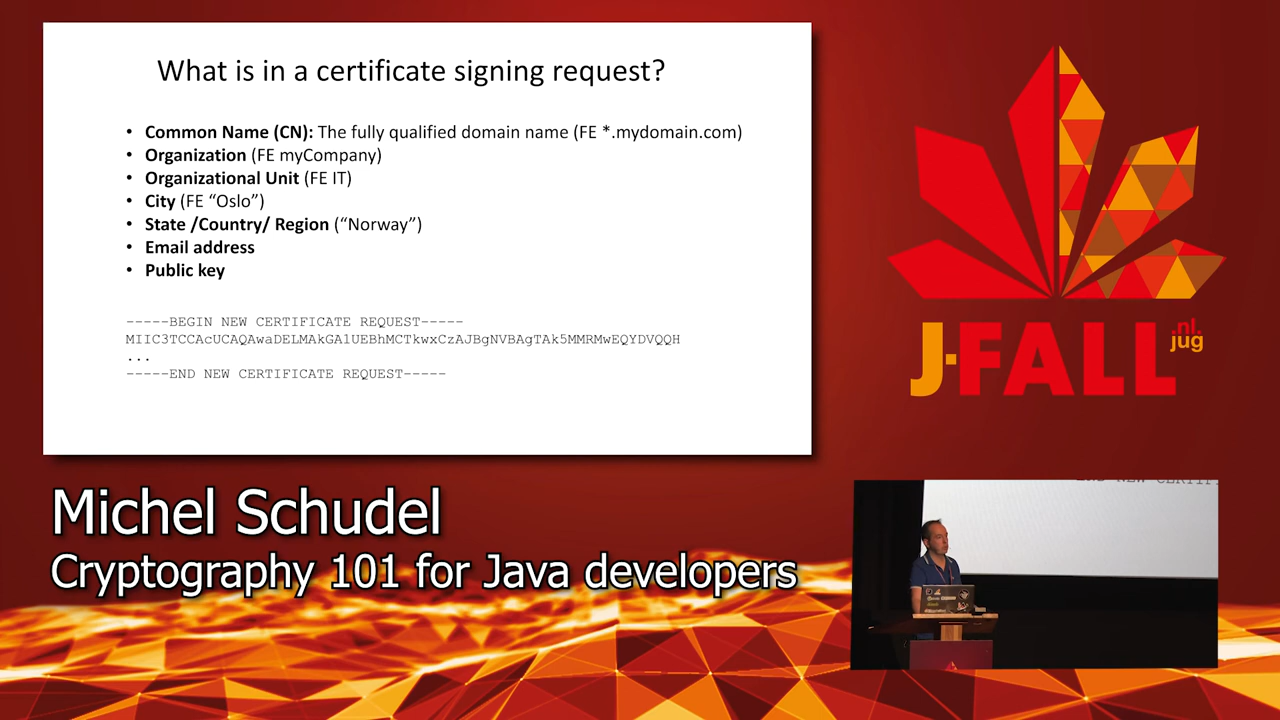 What is in a certificate signing request?
• Common Name (CN): The fully qualified domain name (FE *.mydomain.com)
• Organization (FE myCompany)
• Organizational Unit (FE IT)
• City (FE “Oslo”)
• State /Country/ Region (“Norway”)
• Email address
• Public key
-----BEGIN NEW CERTIFICATE REQUEST-----
MIIC3TCCAcUCAQAwaDELMAkGA1UEBhMCTkwxCzAJBgNVBAgTAk5MMRMwEQYDVQQH
...
-----END NEW CERTIFICATE REQUEST-----
J-FALL
.nl.
jug
Michel Schudel
Cryptography 101 for Java developers